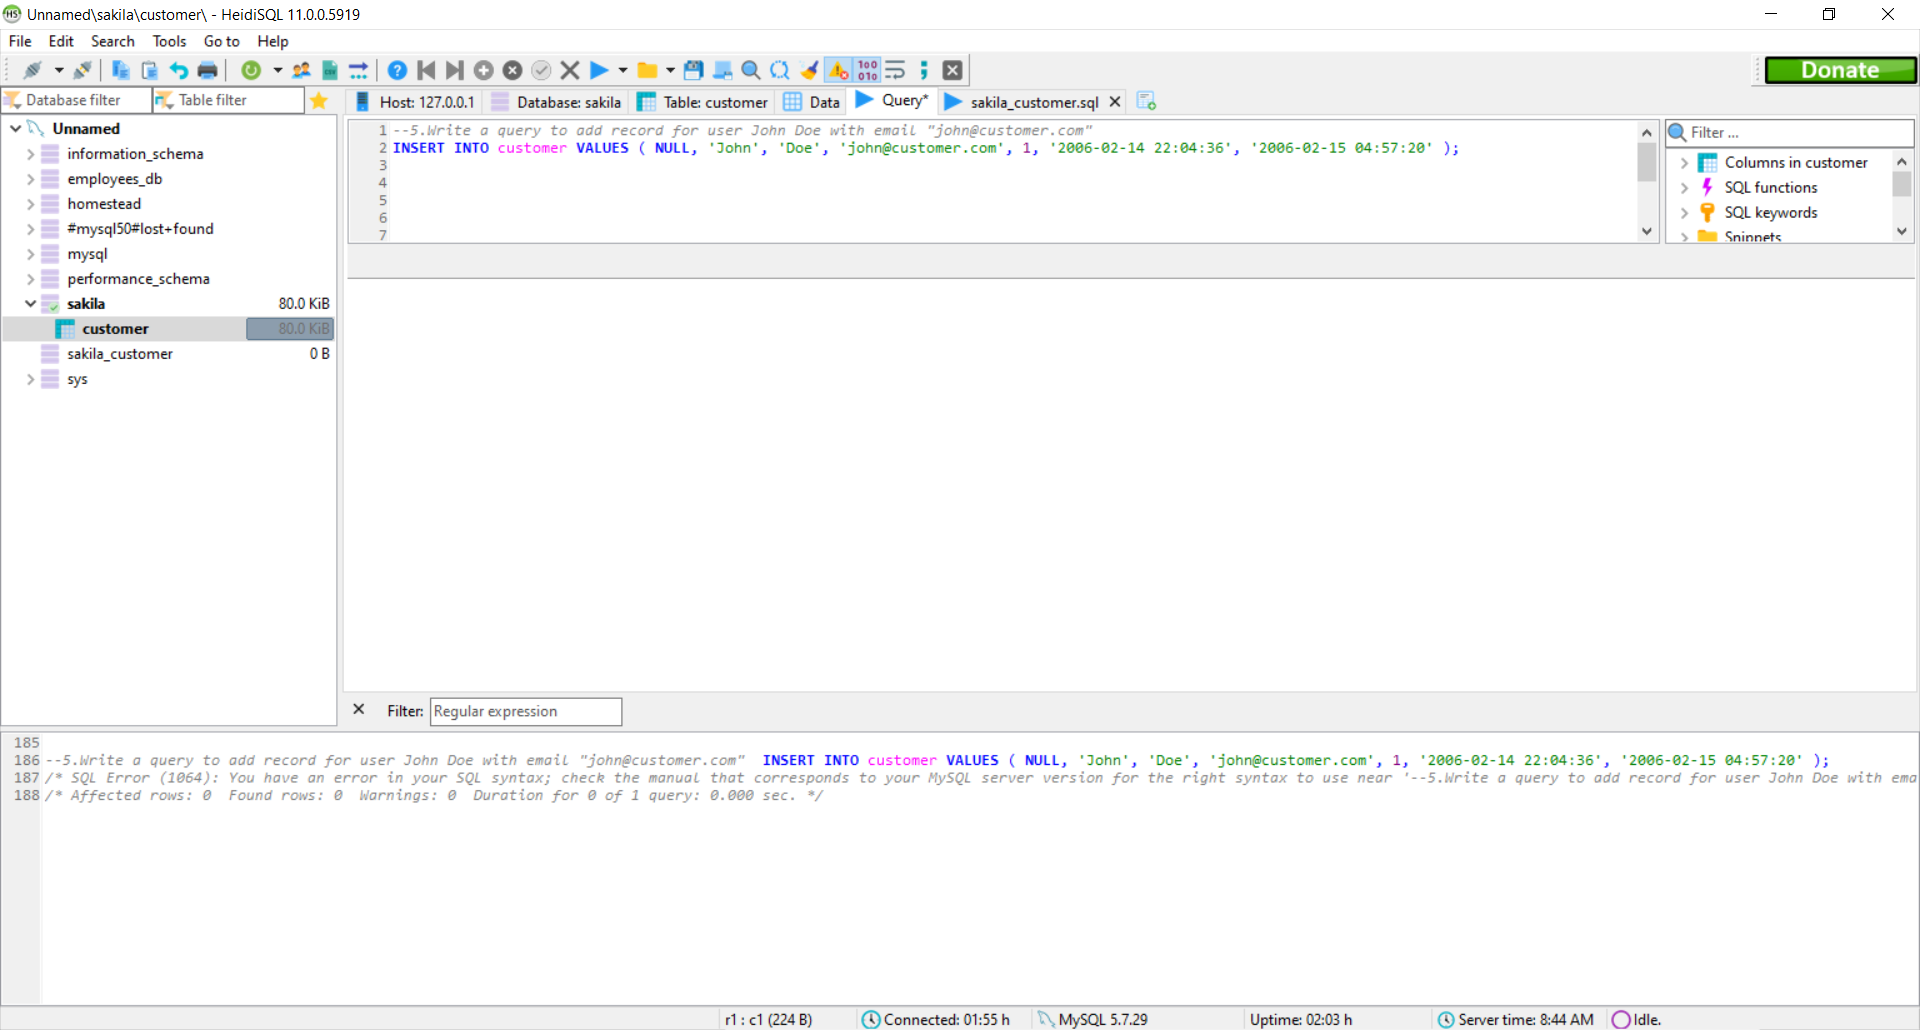 Unnamed\sakila\customer\ - HeidiSQL 11.0.0.5919
File Edit Search Tools Go to Help
Donate
Database filter
Table filter
Host: 127.0.0.1
Database: sakila
Table: customer
Data
Query*
sakila_customer.sql
Unnamed
information_schema
employees_db
homestead
#mysql50#lost+found
mysql
performance_schema
sakila 80.0 KiB
customer 80.0 KiB
sakila_customer 0 B
sys
1 --5.Write a query to add record for user John Doe with email "john@customer.com"
2 INSERT INTO customer VALUES ( NULL, 'John', 'Doe', 'john@customer.com', 1, '2006-02-14 22:04:36', '2006-02-15 04:57:20' );
3
4
5
6
7
Filter ...
Columns in customer
SQL functions
SQL keywords
Snippets
Filter: Regular expression
185
186 --5.Write a query to add record for user John Doe with email "john@customer.com" INSERT INTO customer VALUES ( NULL, 'John', 'Doe', 'john@customer.com', 1, '2006-02-14 22:04:36', '2006-02-15 04:57:20' );
187 /* SQL Error (1064): You have an error in your SQL syntax; check the manual that corresponds to your MySQL server version for the right syntax to use near '--5.Write a query to add record for user John Doe with ema
188 /* Affected rows: 0 Found rows: 0 Warnings: 0 Duration for 0 of 1 query: 0.000 sec. */
r1 : c1 (224 B)
Connected: 01:55 h
MySQL 5.7.29
Uptime: 02:03 h
Server time: 8:44 AM
Idle.